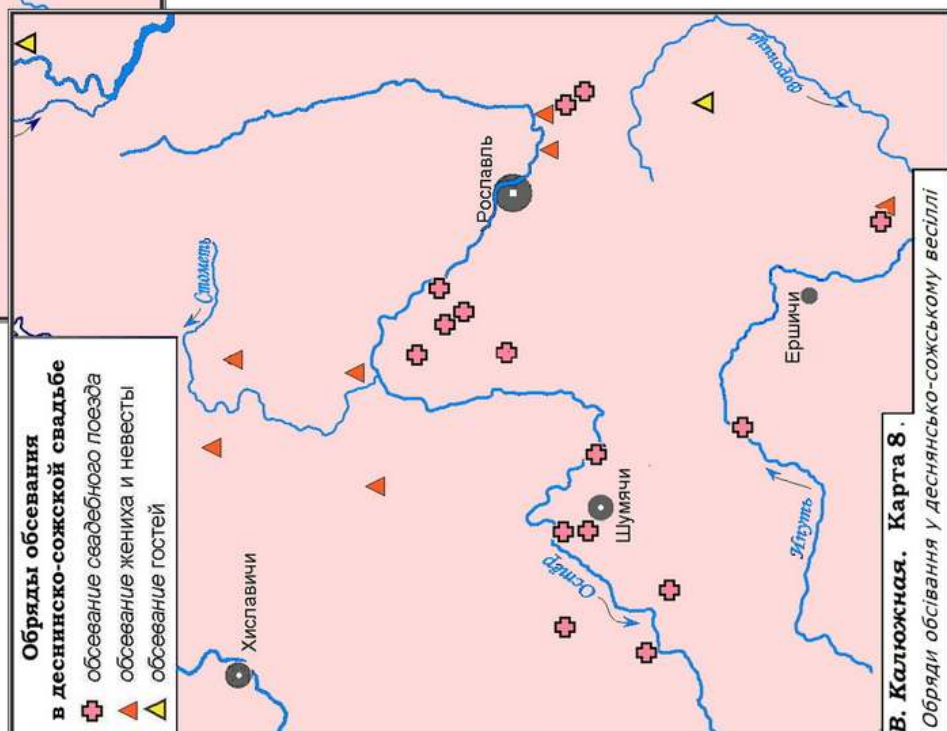 Обряды обсевания
в деснинско-сожской свадьбе
обсевание свадебного поезда
обсевание жениха и невесты
обсевание гостей
Стометь
Хиславичи
Рославль
Вороница
Остёр
Шумячи
Ершичи
Ипуть
В. Калюжная. Карта 8.
Обряди обсівання у деснянсько-сожському весіллі